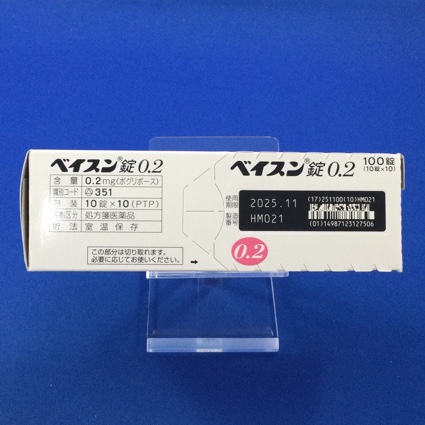 ベイスン®錠0.2
含 量 0.2mg(ボグリボース)
識別コード 351
包 装 10錠×10(PTP)
規制区分 処方箋医薬品
貯 法 室温保存
この部分は切り取れます。
必要に応じてお使いください。
→
ベイスン®錠0.2
100錠
(10錠×10)
使用期限 2025.11
製造番号 HM021
(17)251100(10)HM021
(01)14987123127506
0.2